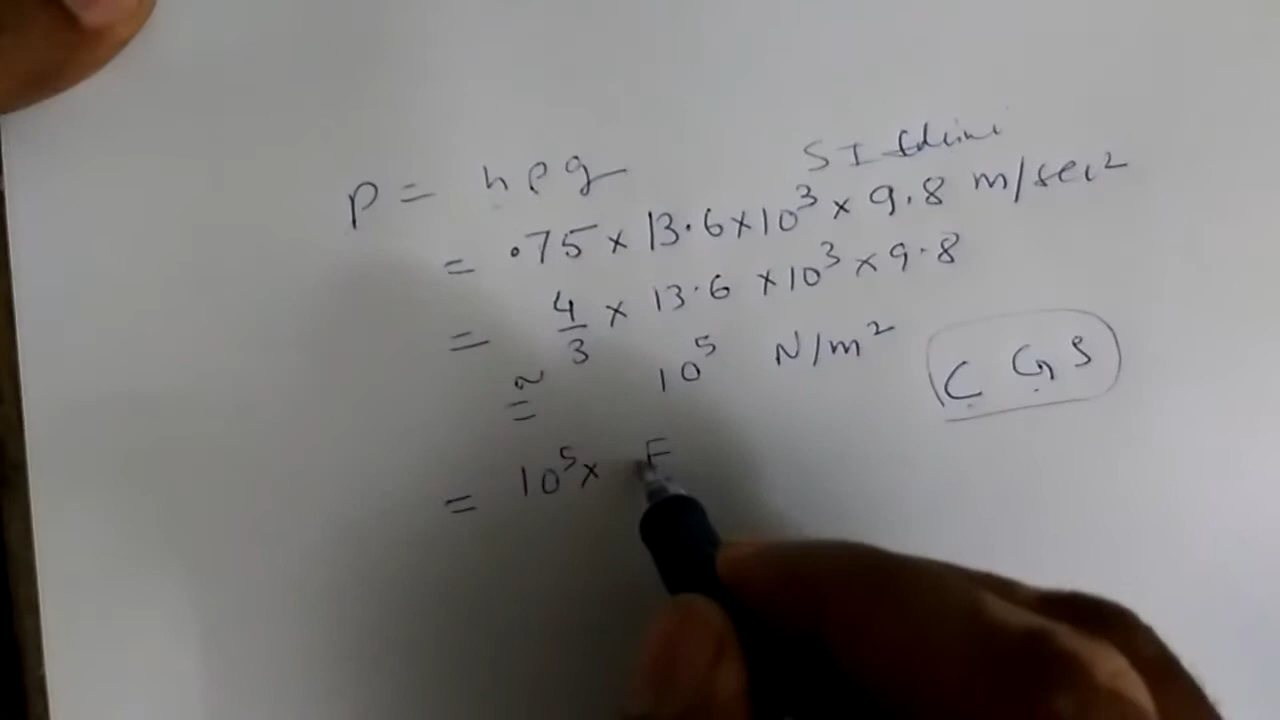 SI
P = hρg
= .75 × 13.6 × 10³ × 9.8 m/sec²
= 4/3 × 13.6 × 10³ × 9.8
≅ 10⁵ N/m²
CGS
= 10⁵ × F